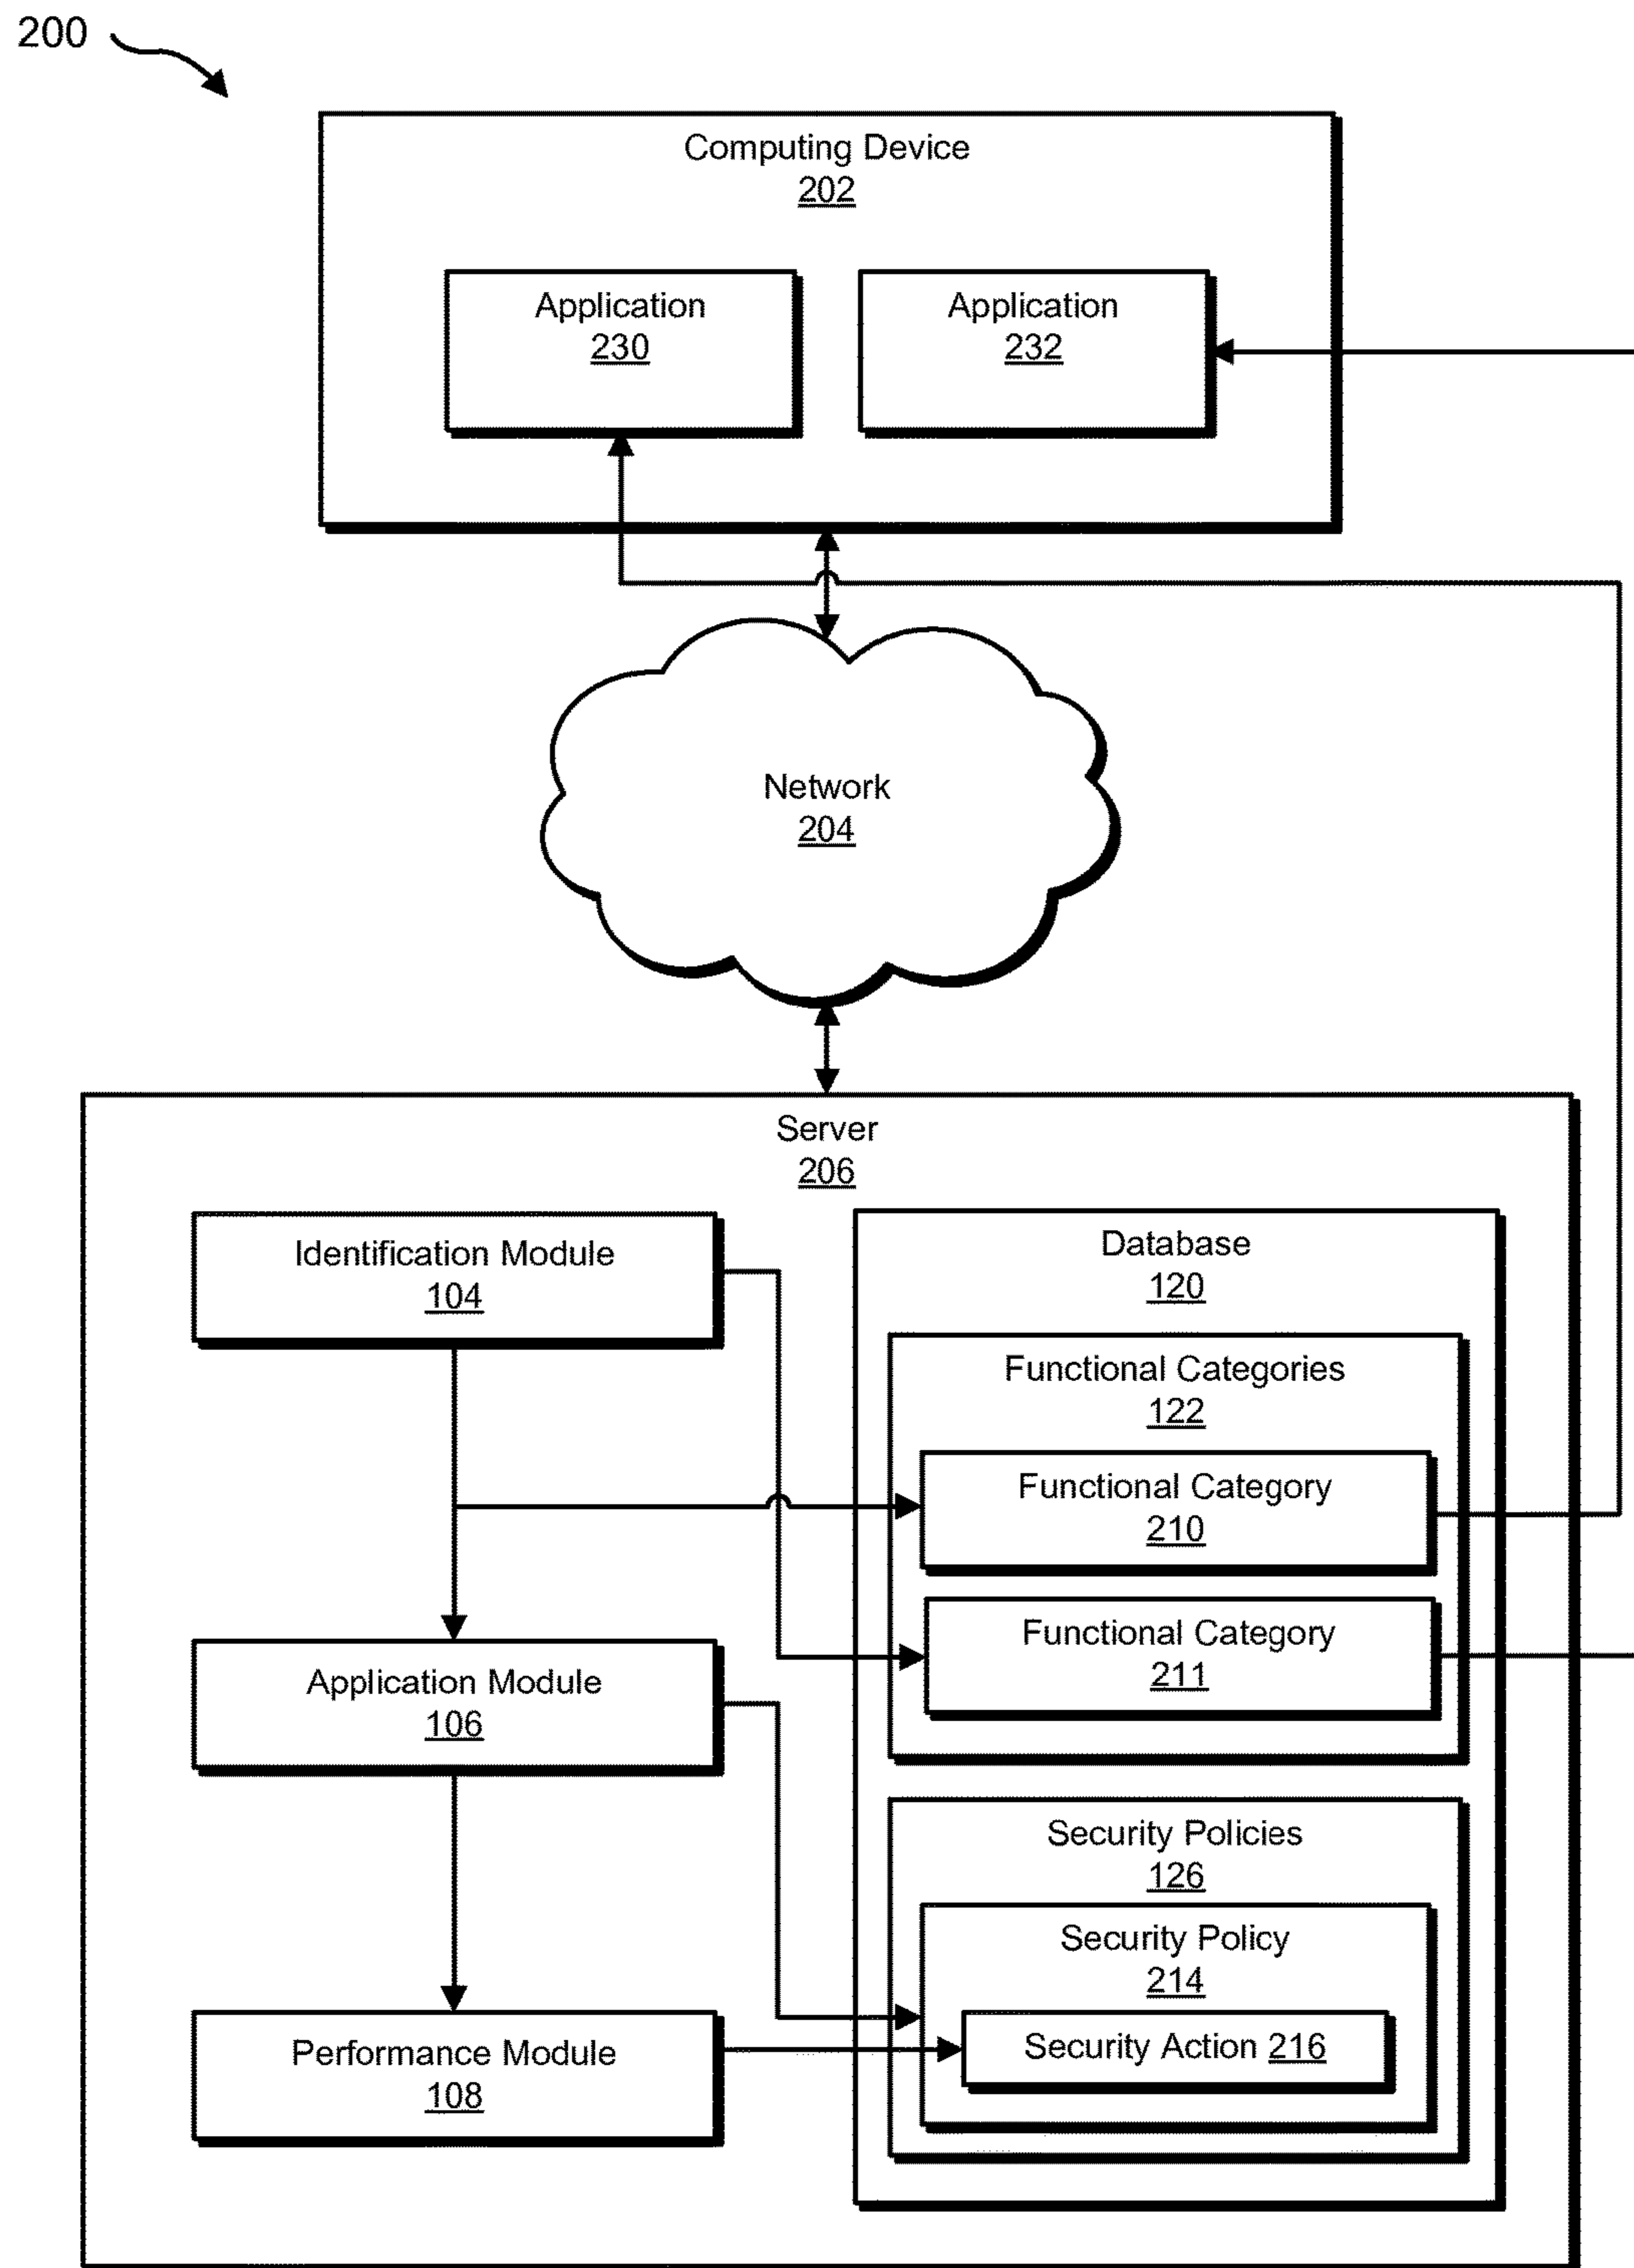 200
Computing Device
202
Application
230
Application
232
Network
204
Server
206
Identification Module
104
Application Module
106
Performance Module
108
Database
120
Functional Categories
122
Functional Category
210
Functional Category
211
Security Policies
126
Security Policy
214
Security Action 216